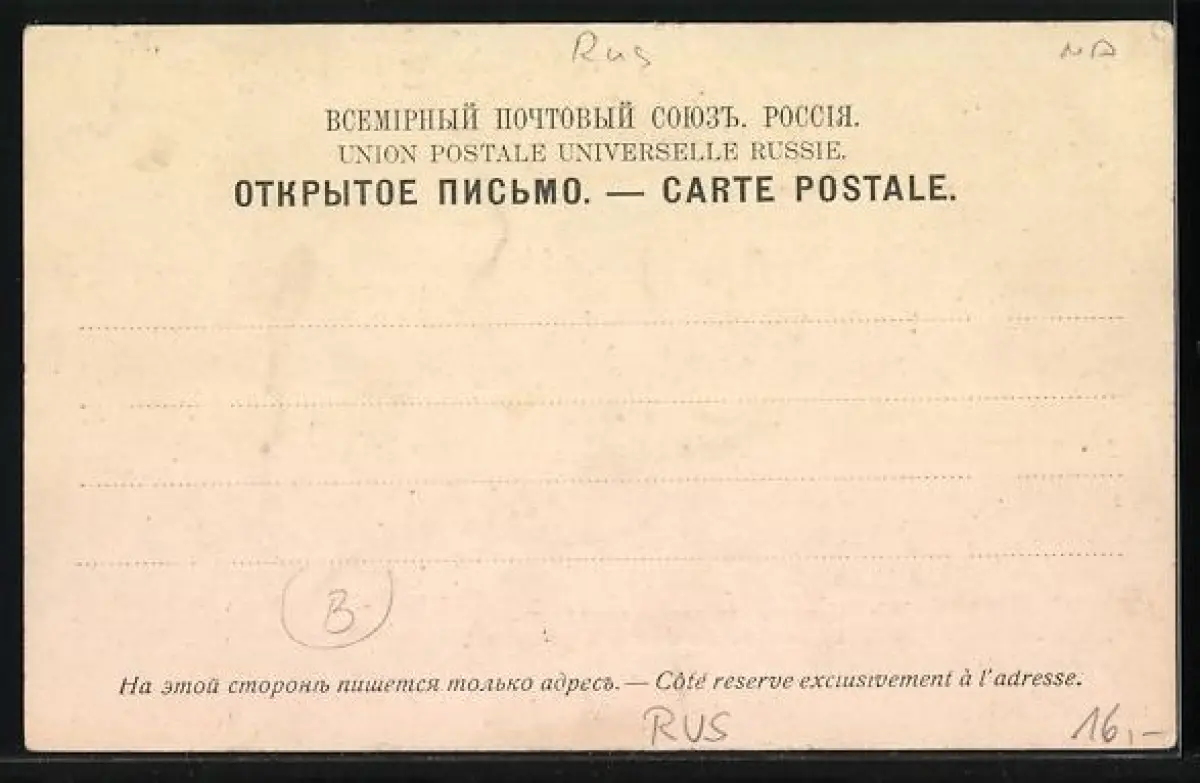 Rus
ВСЕМІРНЫЙ ПОЧТОВЫЙ СОЮЗЪ. РОССІЯ.
UNION POSTALE UNIVERSELLE RUSSIE.
ОТКРЫТОЕ ПИСЬМО. — CARTE POSTALE.
B
На этой сторонѣ пишется только адресъ. — Côté reserve exclusivement à l'adresse.
RUS
16,-